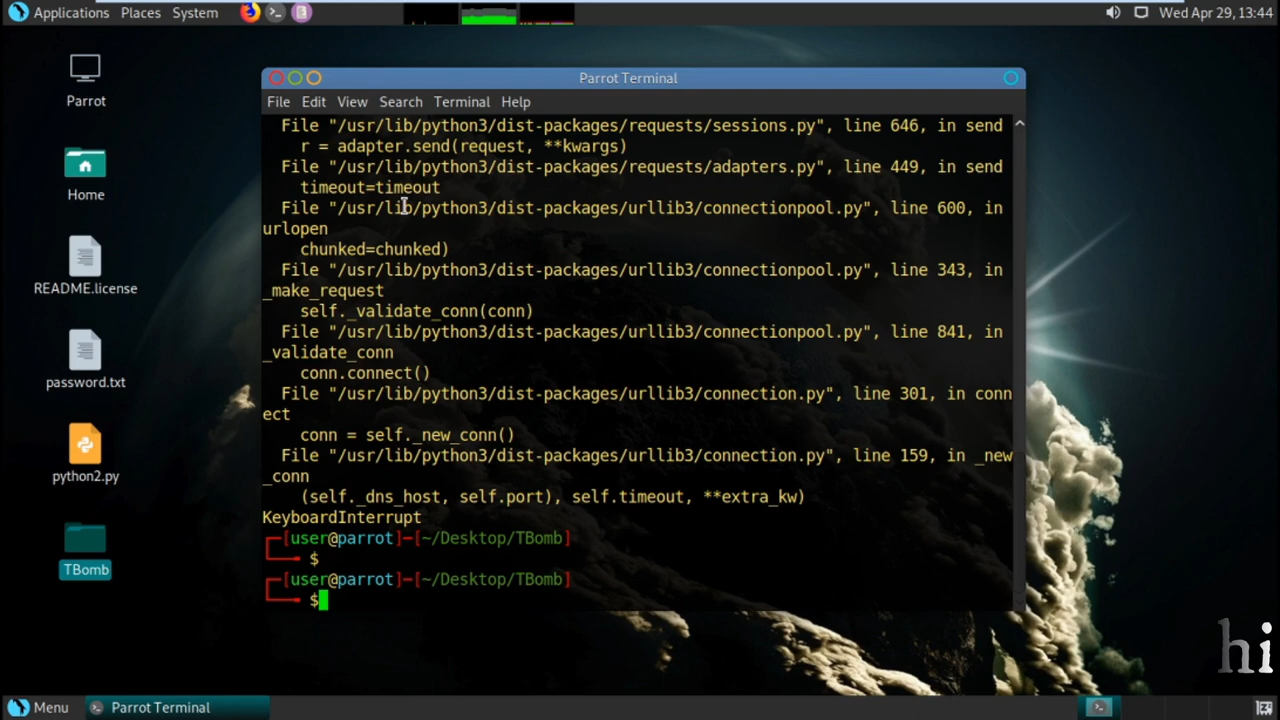 Applications Places System Wed Apr 29, 13:44
Parrot
Home
README.license
password.txt
python2.py
TBomb
Parrot Terminal
File Edit View Search Terminal Help
File "/usr/lib/python3/dist-packages/requests/sessions.py", line 646, in send
r = adapter.send(request, **kwargs)
File "/usr/lib/python3/dist-packages/requests/adapters.py", line 449, in send
timeout=timeout
File "/usr/lib/python3/dist-packages/urllib3/connectionpool.py", line 600, in
urlopen
chunked=chunked)
File "/usr/lib/python3/dist-packages/urllib3/connectionpool.py", line 343, in
_make_request
self._validate_conn(conn)
File "/usr/lib/python3/dist-packages/urllib3/connectionpool.py", line 841, in
_validate_conn
conn.connect()
File "/usr/lib/python3/dist-packages/urllib3/connection.py", line 301, in conn
ect
conn = self._new_conn()
File "/usr/lib/python3/dist-packages/urllib3/connection.py", line 159, in _new
_conn
(self._dns_host, self.port), self.timeout, **extra_kw)
KeyboardInterrupt
┌─[user@parrot]─[~/Desktop/TBomb]
└──╼ $
┌─[user@parrot]─[~/Desktop/TBomb]
└──╼ $
hi
Menu Parrot Terminal